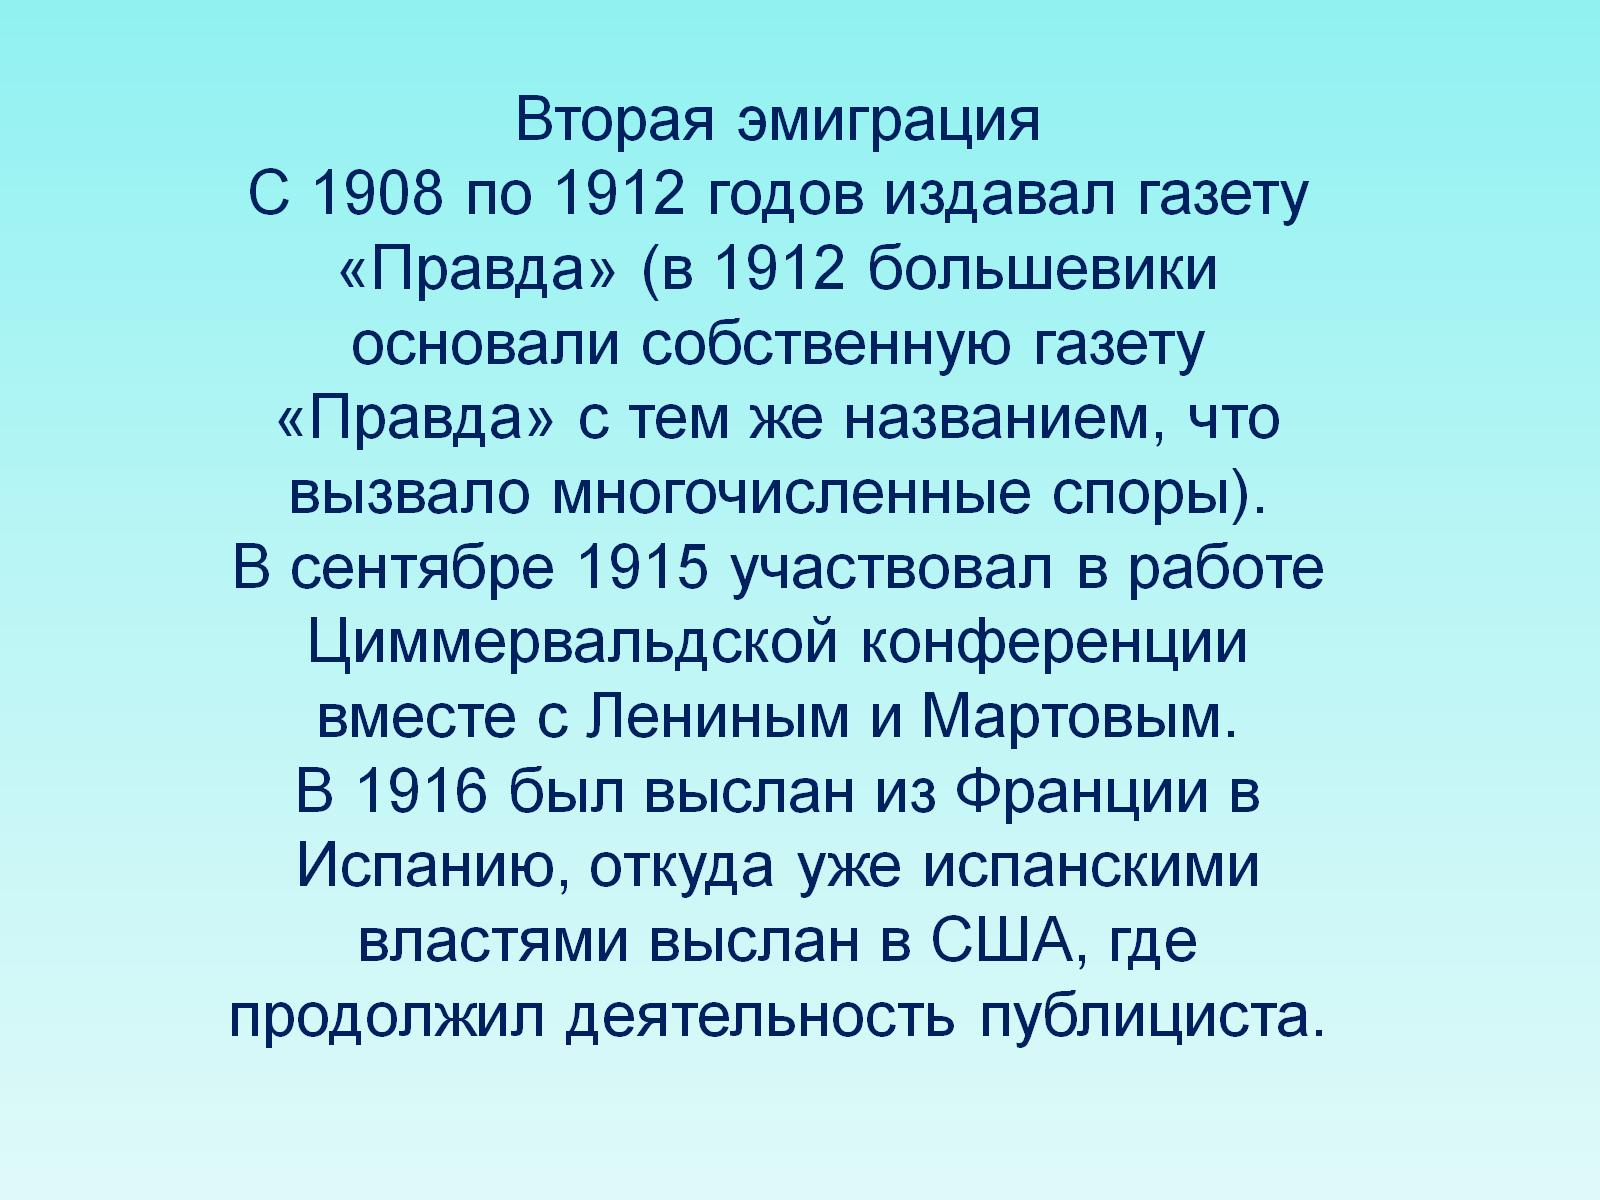 Вторая эмиграция
С 1908 по 1912 годов издавал газету
«Правда» (в 1912 большевики
основали собственную газету
«Правда» с тем же названием, что
вызвало многочисленные споры).
В сентябре 1915 участвовал в работе
Циммервальдской конференции
вместе с Лениным и Мартовым.
В 1916 был выслан из Франции в
Испанию, откуда уже испанскими
властями выслан в США, где
продолжил деятельность публициста.